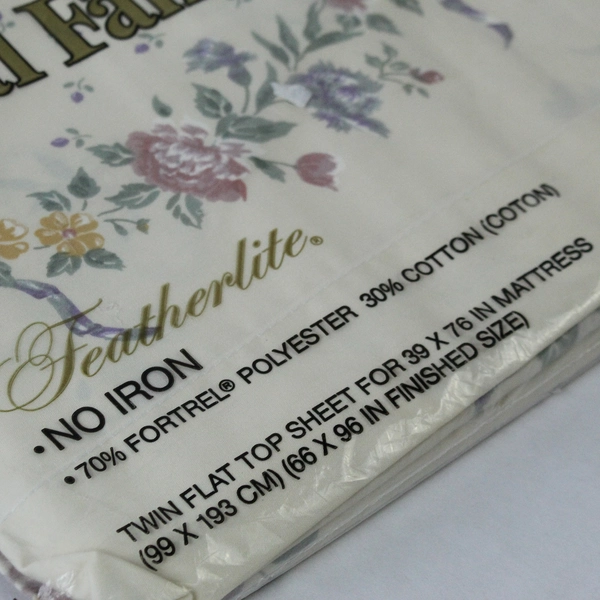 Featherlite®
• NO IRON
• 70% FORTREL® POLYESTER 30% COTTON (COTON)
TWIN FLAT TOP SHEET FOR 39 X 76 IN MATTRESS
(99 X 193 CM) (66 X 96 IN FINISHED SIZE)